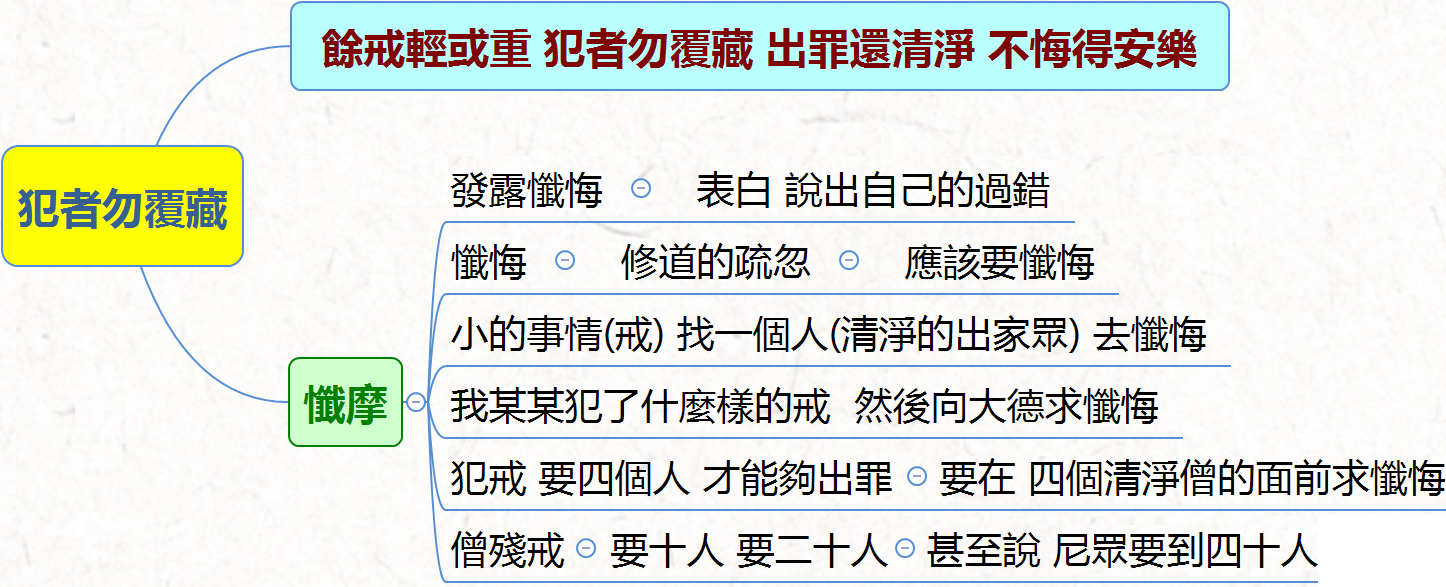 餘戒輕或重 犯者勿覆藏 出罪還清淨 不悔得安樂
犯者勿覆藏
懺摩
發露懺悔 表白 說出自己的過錯
懺悔 修道的疏忽 應該要懺悔
小的事情(戒) 找一個人(清淨的出家眾) 去懺悔
我某某犯了什麼樣的戒 然後向大德求懺悔
犯戒 要四個人 才能夠出罪 要在 四個清淨僧的面前求懺悔
僧殘戒 要十人 要二十人 甚至說 尼眾要到四十人